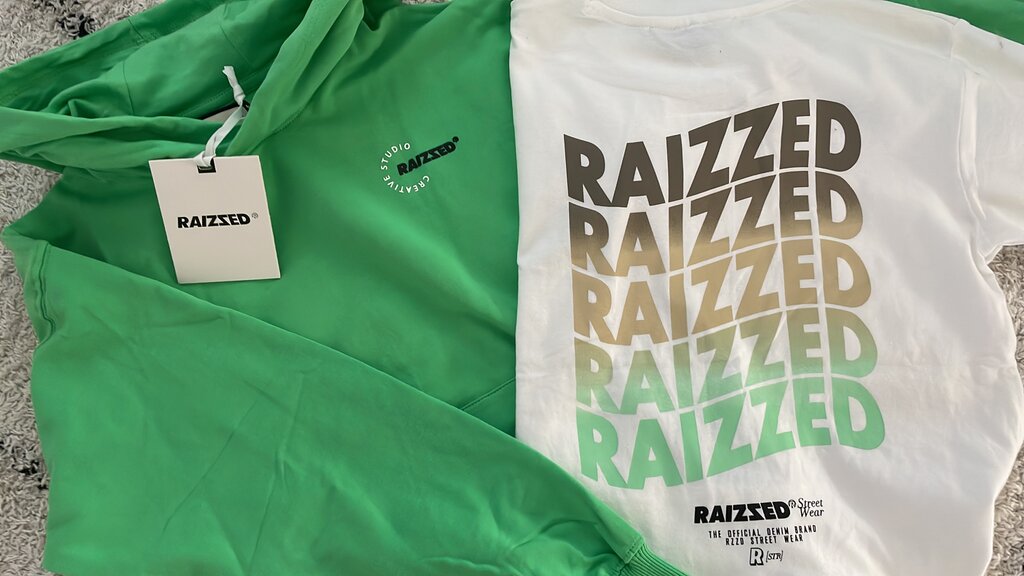 RAIZZED®
CREATIVE STUDIO
RAIZZED®
RAIZZED
RAIZZED
RAIZZED
RAIZZED
RAIZZED
RAIZZED® Street Wear
THE OFFICIAL DENIM BRAND
RZZD STREET WEAR
R [STR]